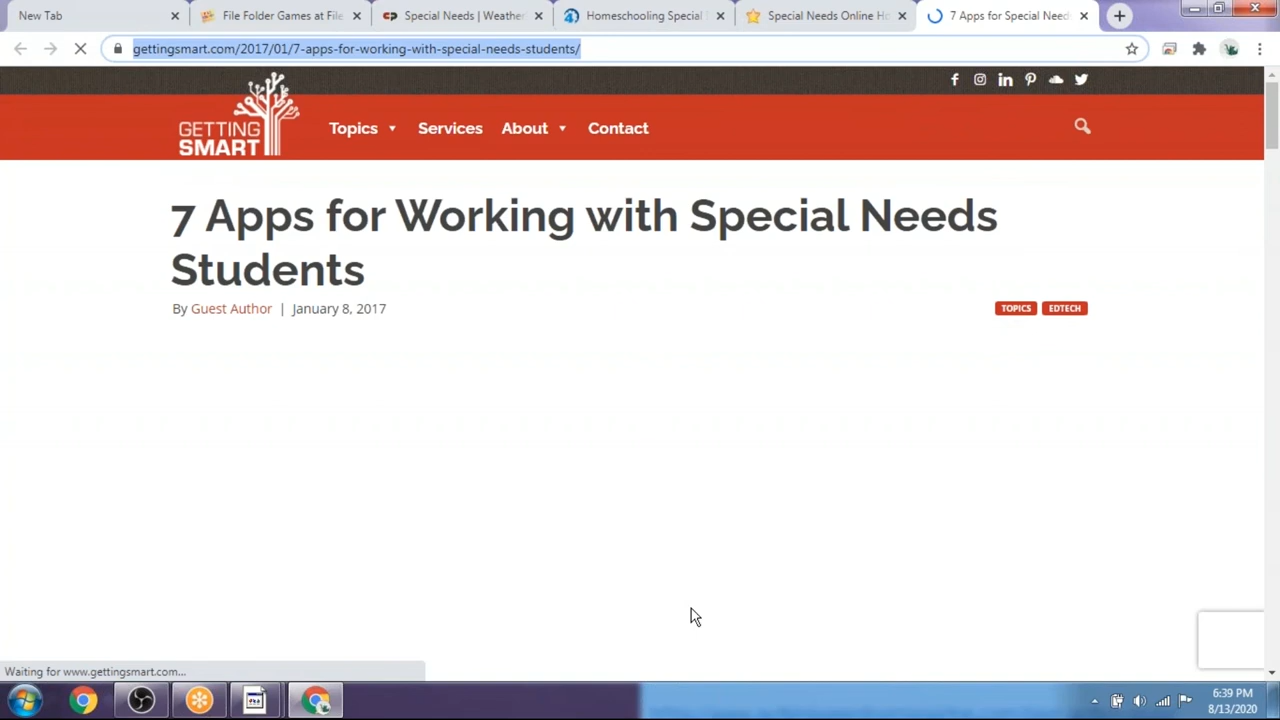 New Tab
File Folder Games at File
Special Needs | Weather
Homeschooling Special
Special Needs Online Ho
7 Apps for Special Need
gettingsmart.com/2017/01/7-apps-for-working-with-special-needs-students/
GETTING
SMART
Topics
Services
About
Contact
7 Apps for Working with Special Needs
Students
By Guest Author | January 8, 2017
TOPICS
EDTECH
Waiting for www.gettingsmart.com...
6:39 PM
8/13/2020